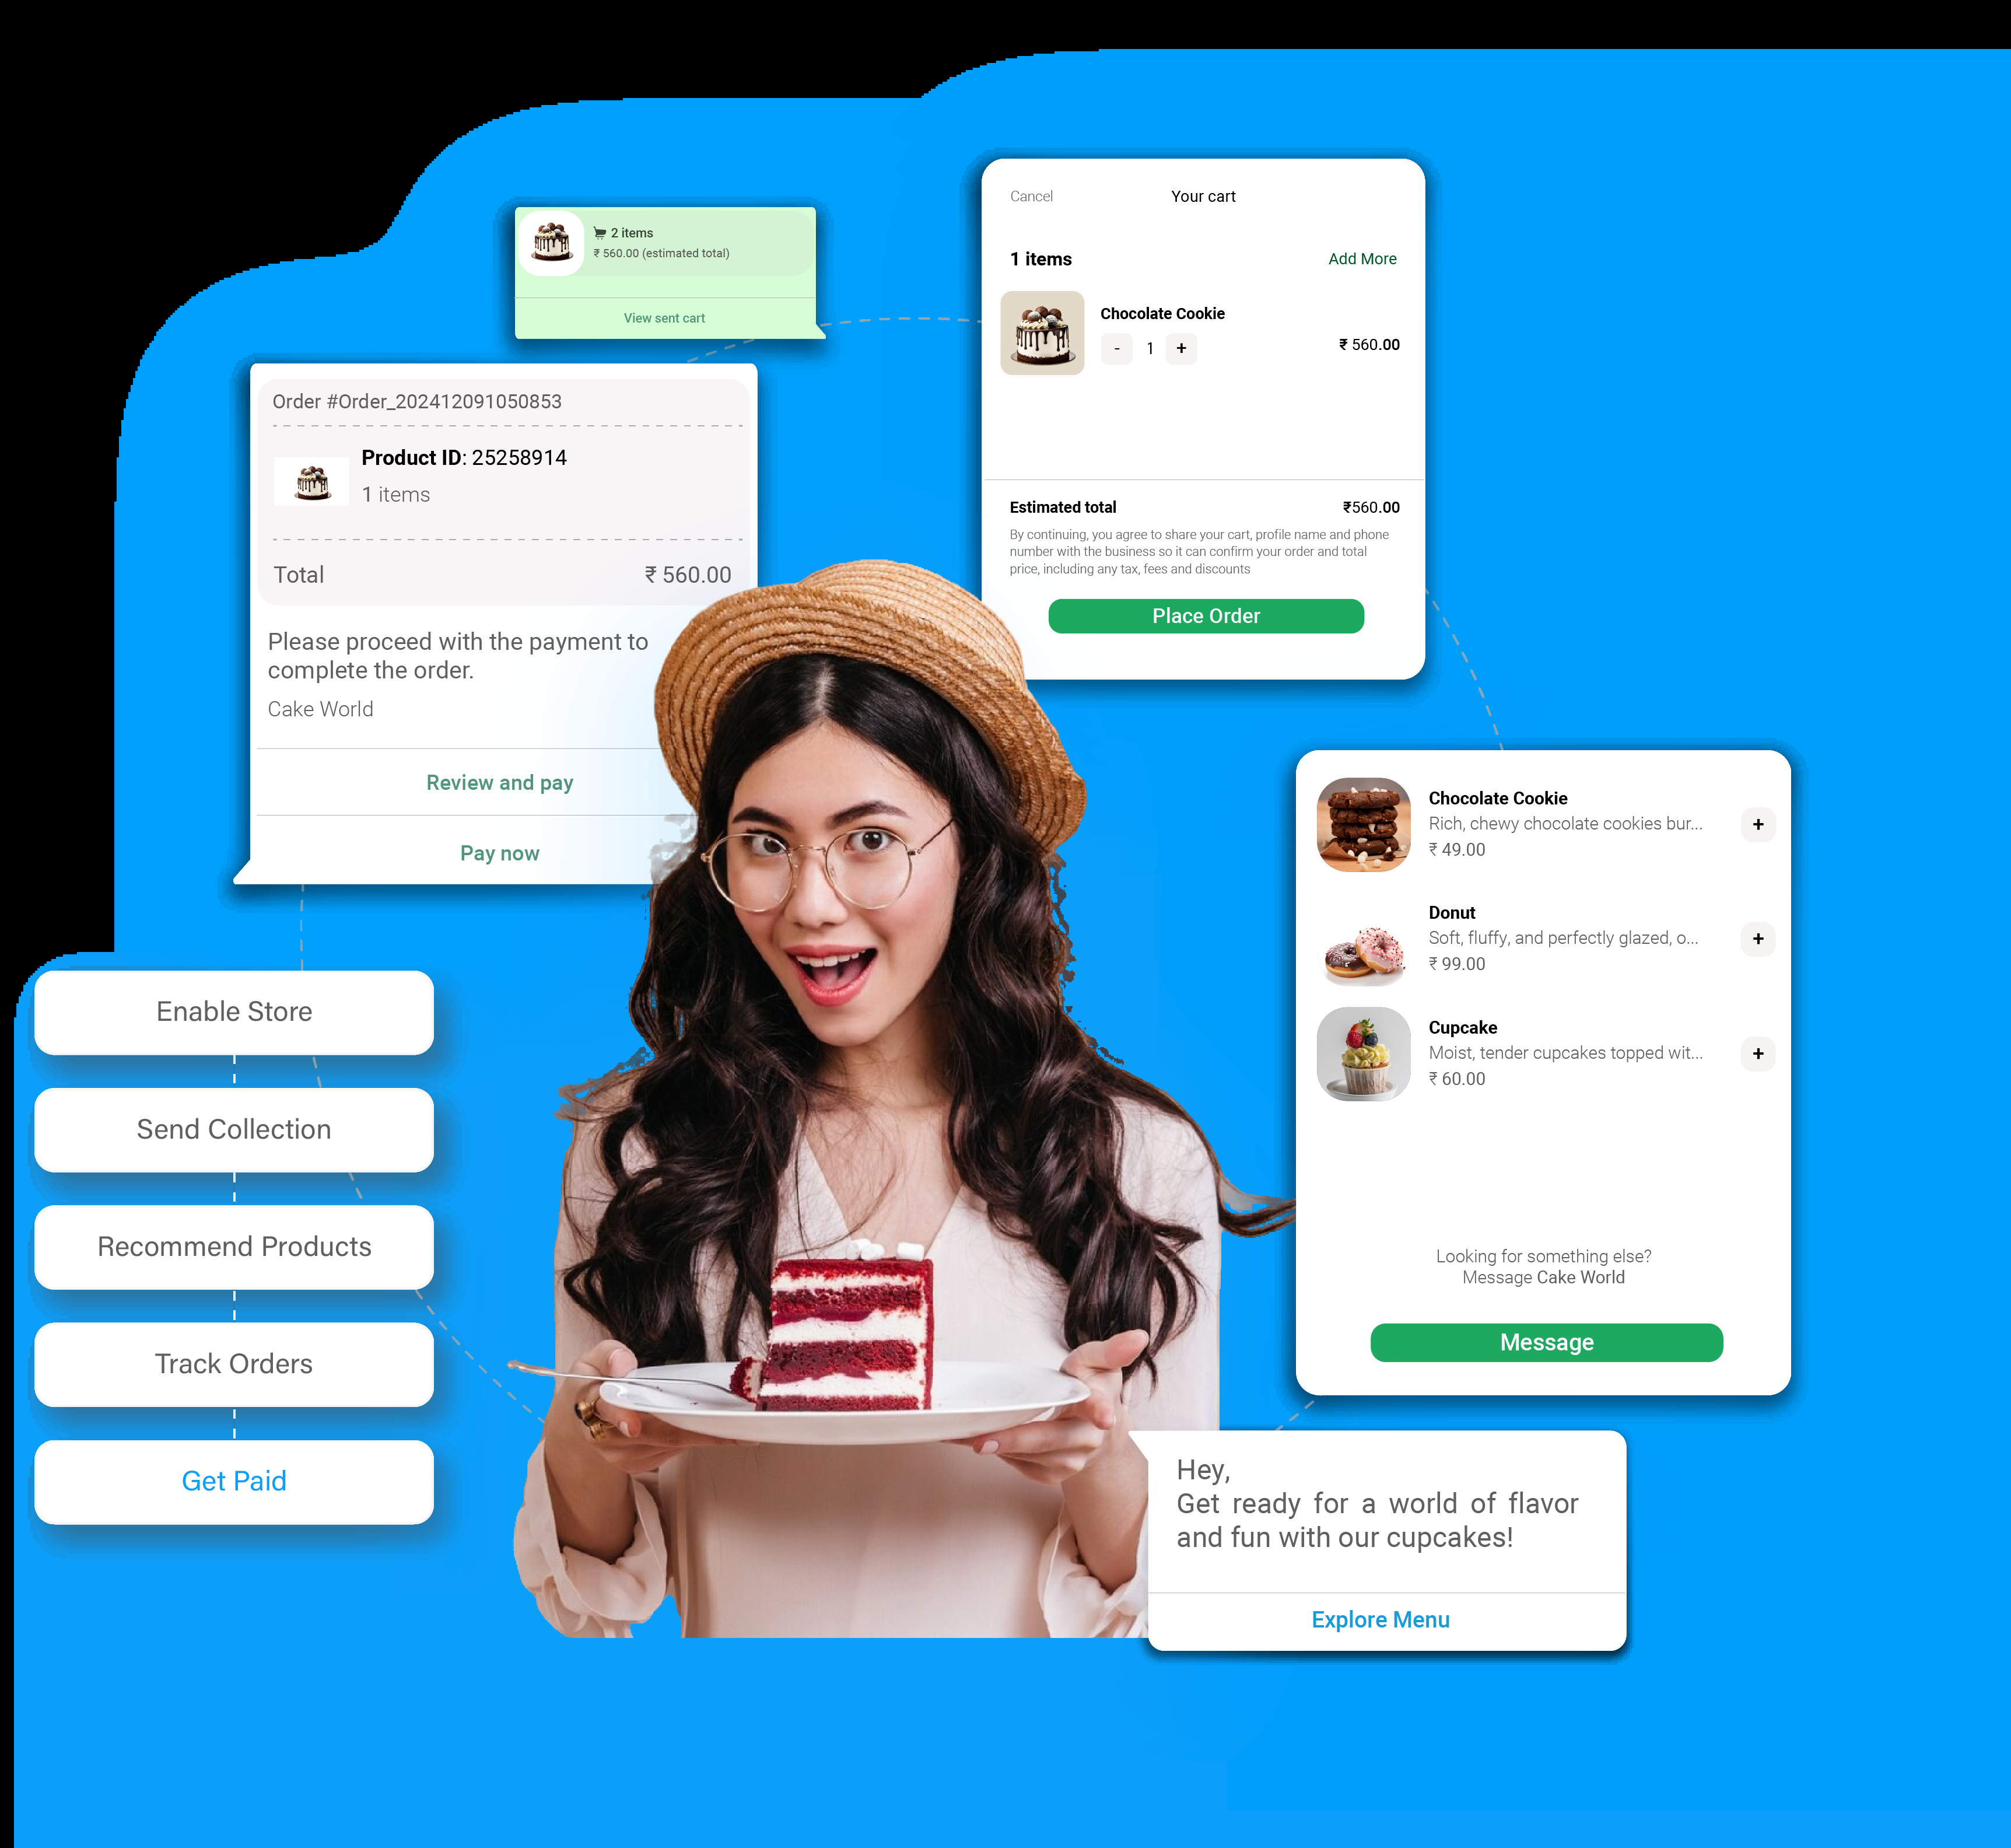 2 items
₹ 560.00 (estimated total)
View sent cart
Cancel
Your cart
1 items
Add More
Chocolate Cookie
- 1 +
₹ 560.00
Estimated total
₹560.00
By continuing, you agree to share your cart, profile name and phone
number with the business so it can confirm your order and total
price, including any tax, fees and discounts
Place Order
Order #Order_202412091050853
Product ID: 25258914
1 items
Total
₹ 560.00
Please proceed with the payment to
complete the order.
Cake World
Review and pay
Pay now
Chocolate Cookie
Rich, chewy chocolate cookies bur...
₹ 49.00
+
Donut
Soft, fluffy, and perfectly glazed, o...
₹ 99.00
+
Cupcake
Moist, tender cupcakes topped wit...
₹ 60.00
+
Looking for something else?
Message Cake World
Message
Enable Store
Send Collection
Recommend Products
Track Orders
Get Paid
Hey,
Get ready for a world of flavor
and fun with our cupcakes!
Explore Menu